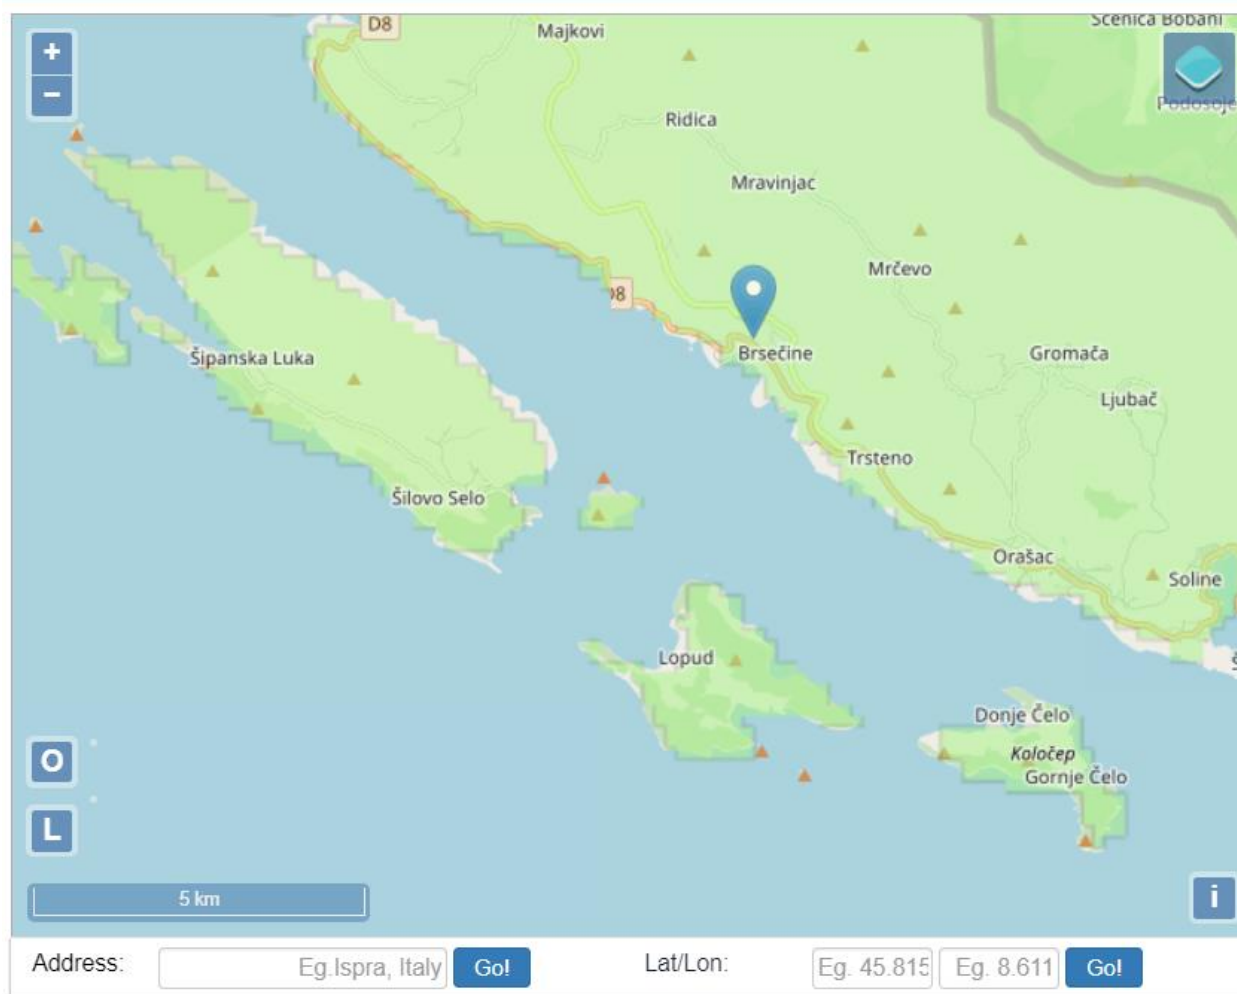 D8
Majkovi
Scenica Bobani
+
−
Podosoje
Ridica
Mravinjac
Mrčevo
D8
Brsečine
Gromača
Šipanska Luka
Ljubač
Trsteno
Šilovo Selo
Orašac
Soline
Lopud
Š
Donje Čelo
Koločep
Gornje Čelo
O
L
5 km
i
Address: Eg.Ispra, Italy Go! Lat/Lon: Eg. 45.815 Eg. 8.611 Go!